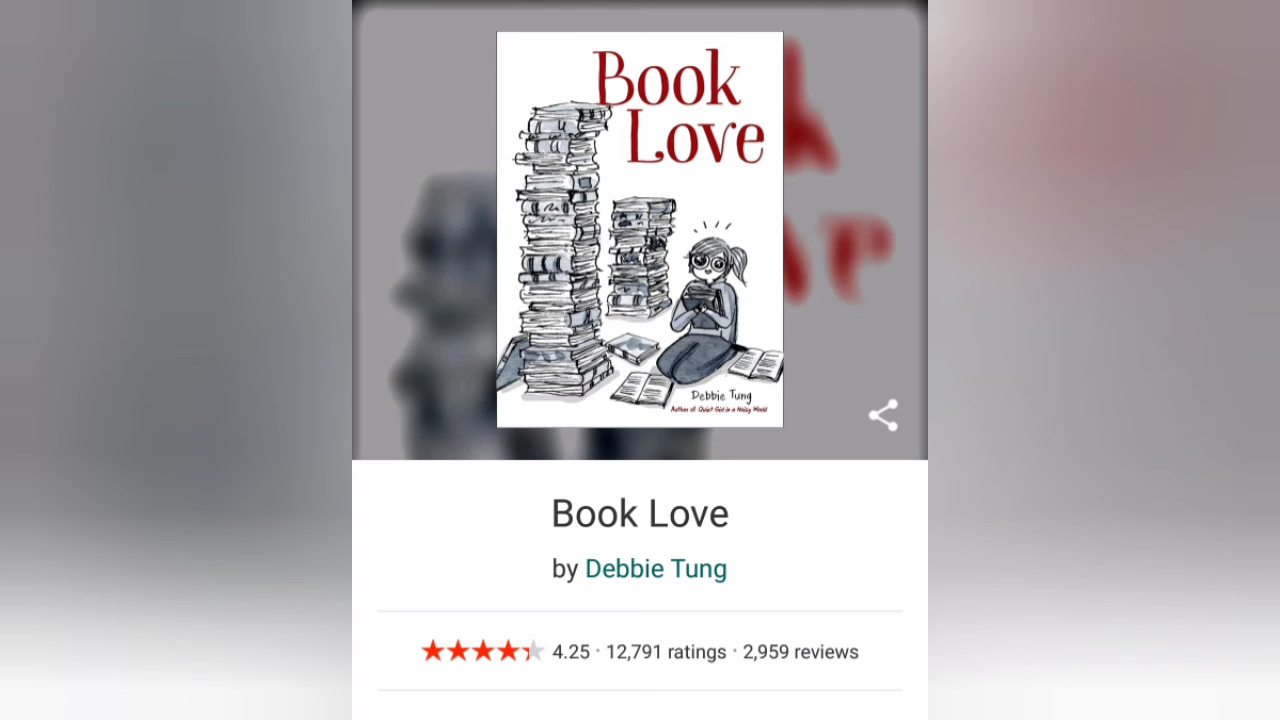 Book
Love
Debbie Tung
Author of Quiet Girl in a Noisy World
Book Love
by Debbie Tung
4.25 · 12,791 ratings · 2,959 reviews